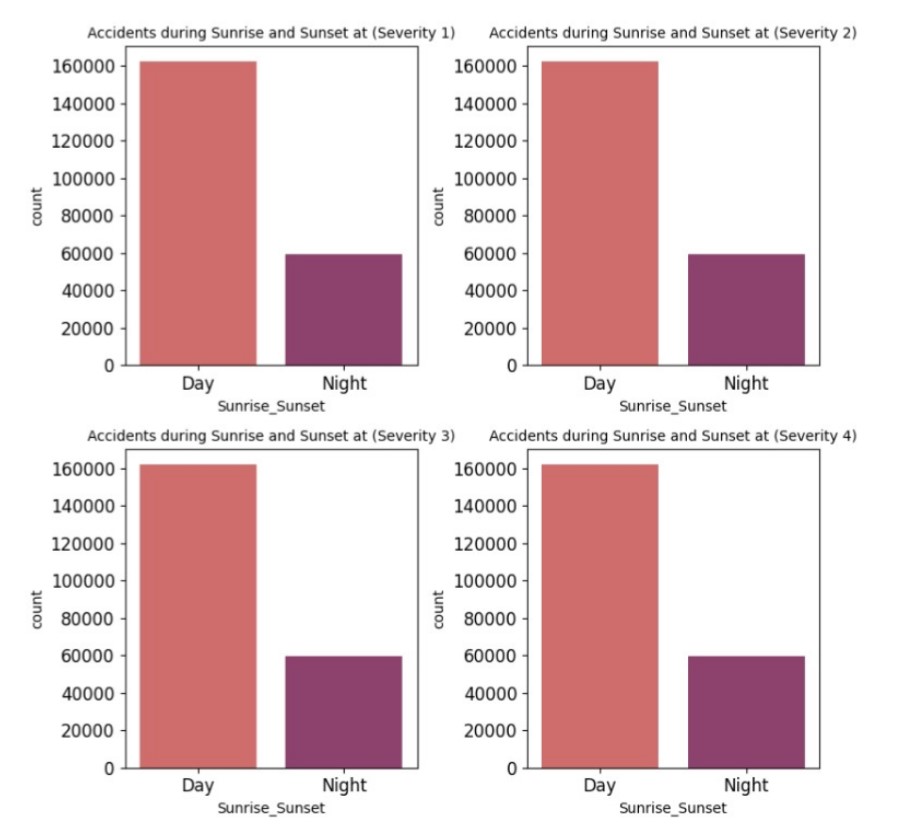 Accidents during Sunrise and Sunset at (Severity 1)
160000
140000
120000
100000
80000
60000
40000
20000
0
count
Day Night
Sunrise_Sunset
Accidents during Sunrise and Sunset at (Severity 2)
160000
140000
120000
100000
80000
60000
40000
20000
0
count
Day Night
Sunrise_Sunset
Accidents during Sunrise and Sunset at (Severity 3)
160000
140000
120000
100000
80000
60000
40000
20000
0
count
Day Night
Sunrise_Sunset
Accidents during Sunrise and Sunset at (Severity 4)
160000
140000
120000
100000
80000
60000
40000
20000
0
count
Day Night
Sunrise_Sunset